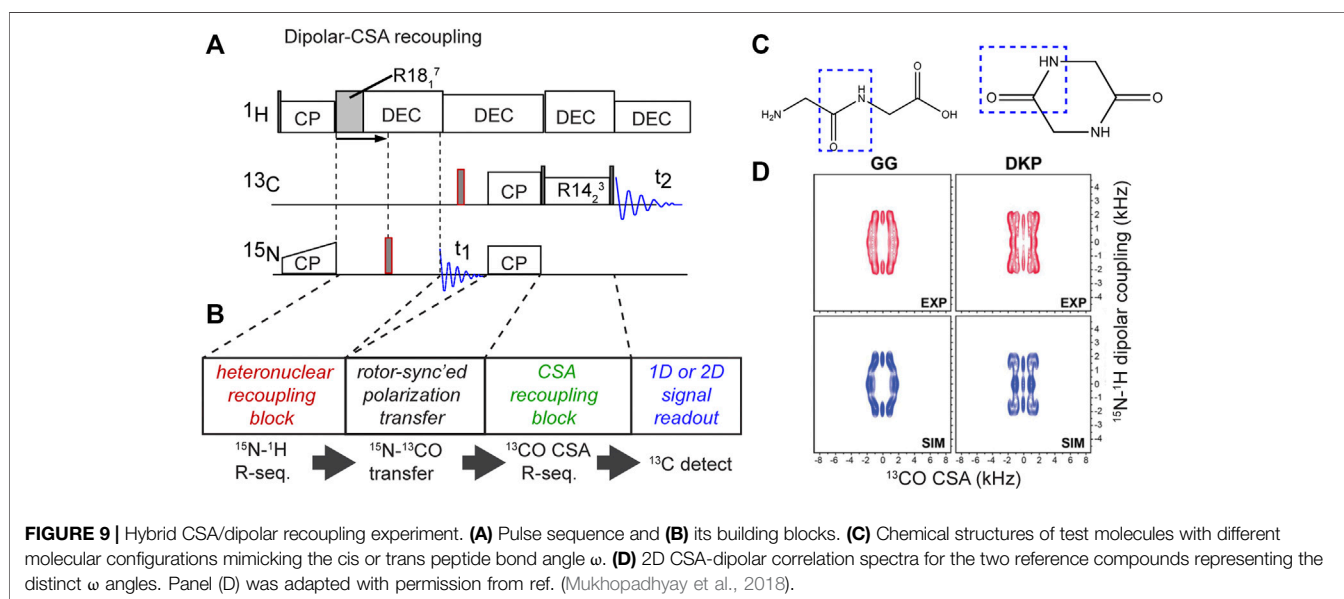 A
Dipolar-CSA recoupling
R18₁⁷
¹H
CP
DEC
DEC
DEC
DEC
¹³C
CP
R14₂³
t₂
¹⁵N
CP
t₁
CP
B
heteronuclear
recoupling
block
rotor-sync'ed
polarization
transfer
CSA
recoupling
block
1D or 2D
signal
readout
¹⁵N-¹H
R-seq.
¹⁵N-¹³CO
transfer
¹³CO CSA
R-seq.
¹³C detect
C
H₂N
O
H
N
O
OH
HN
O
O
NH
D
GG
DKP
EXP
EXP
SIM
SIM
4
2
0
-2
-4
4
2
0
-2
-4
-8 -6 -4 -2 0 2 4 6 8
-8 -6 -4 -2 0 2 4 6 8
¹³CO CSA (kHz)
¹⁵N-¹H dipolar coupling (kHz)
FIGURE 9 | Hybrid CSA/dipolar recoupling experiment. (A) Pulse sequence and (B) its building blocks. (C) Chemical structures of test molecules with different
molecular configurations mimicking the cis or trans peptide bond angle ω. (D) 2D CSA-dipolar correlation spectra for the two reference compounds representing the
distinct ω angles. Panel (D) was adapted with permission from ref. (Mukhopadhyay et al., 2018).